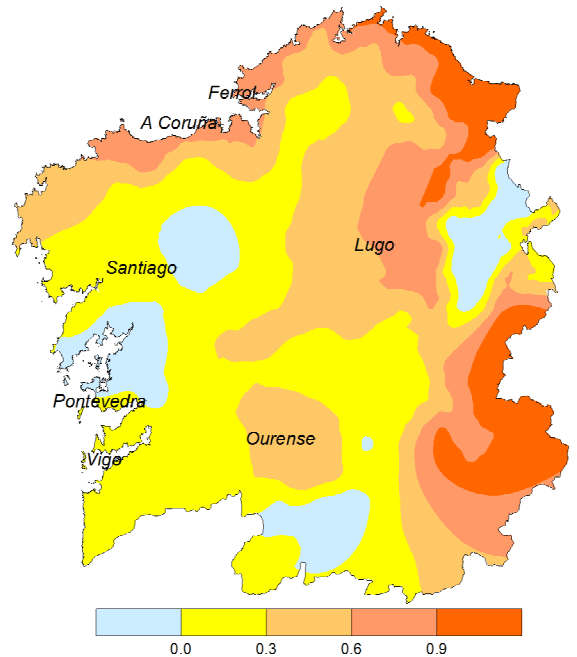 Ferrol
A Coruña
Lugo
Santiago
Pontevedra
Ourense
Vigo
0.0 0.3 0.6 0.9